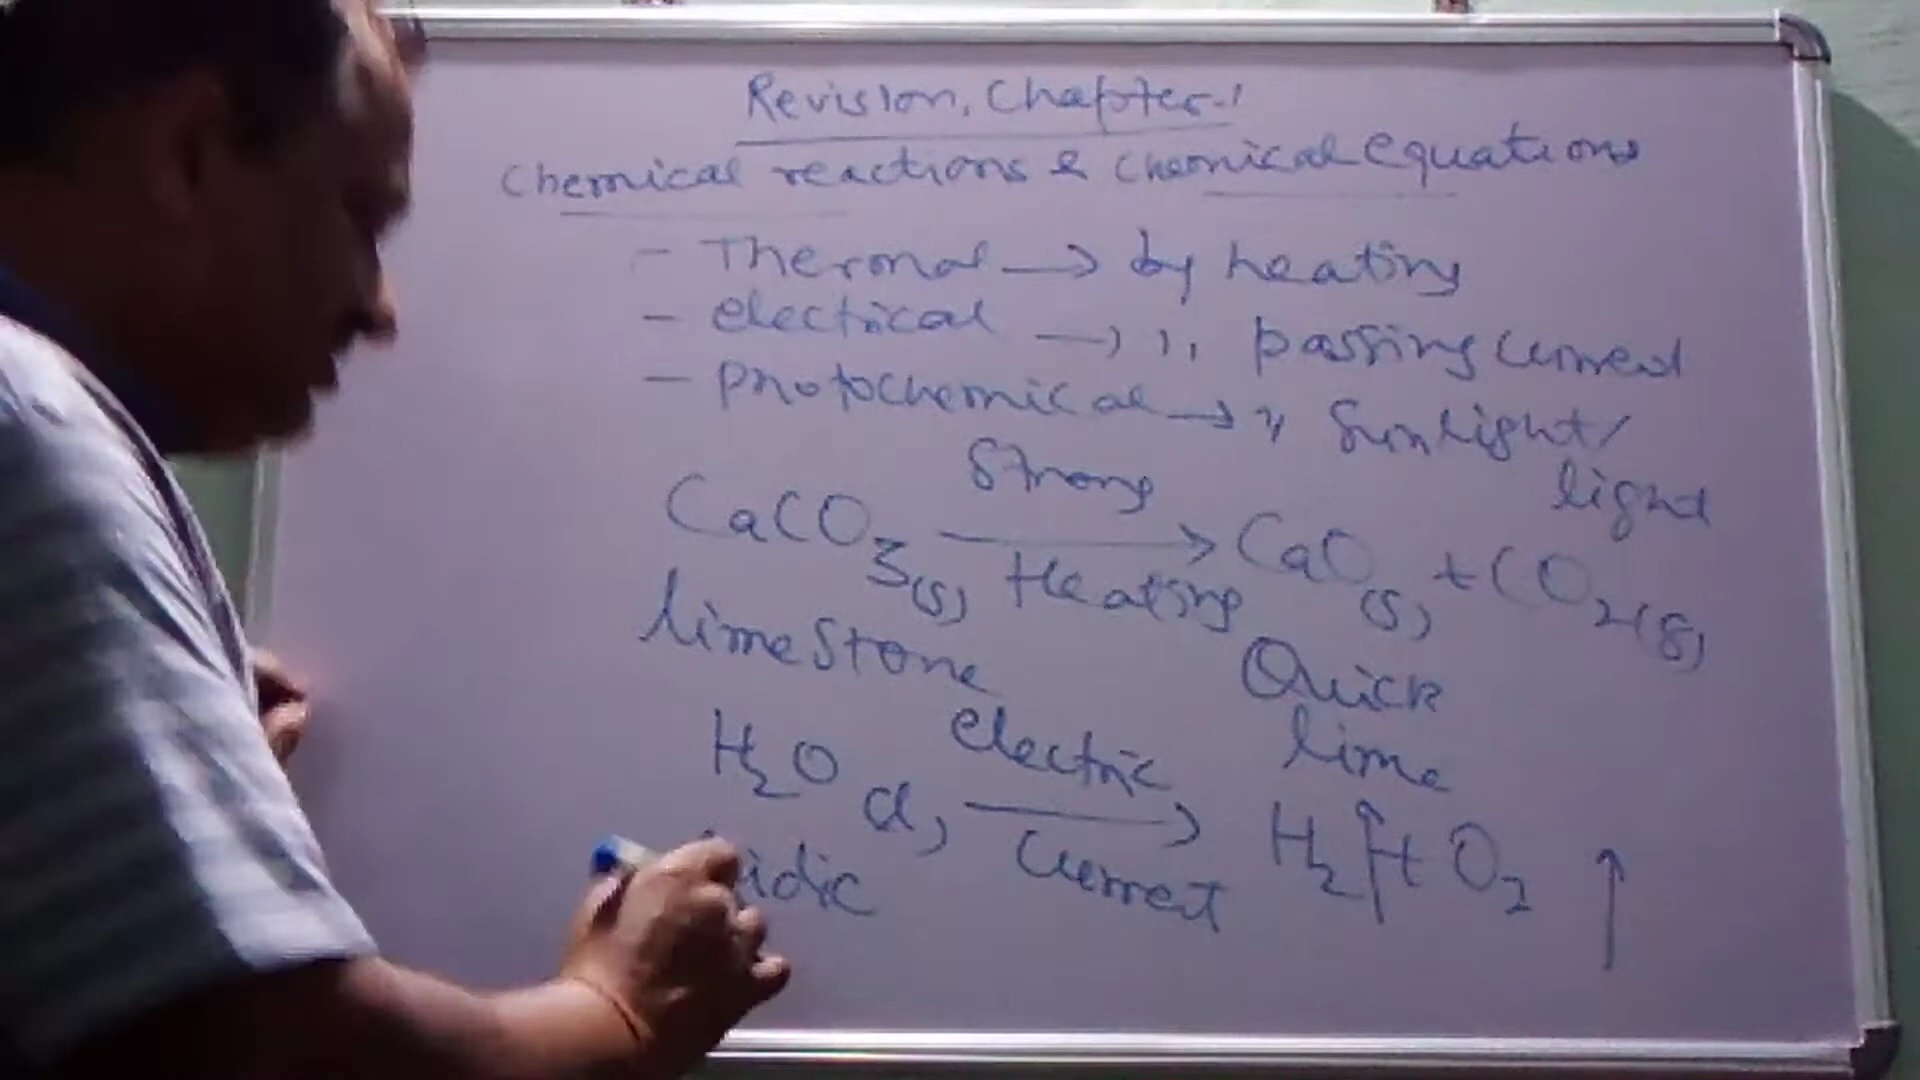 Revision, Chapter-1
Chemical reactions & Chemical equations
- Thermal → by heating
- electrical → ,, passing current
- photochemical → ,, Sunlight/
light
CaCO3(s) Strong → Heating CaO(s) + CO2(g)
limestone Quick
lime
H2O (l) electric → current H2↑ + O2 ↑